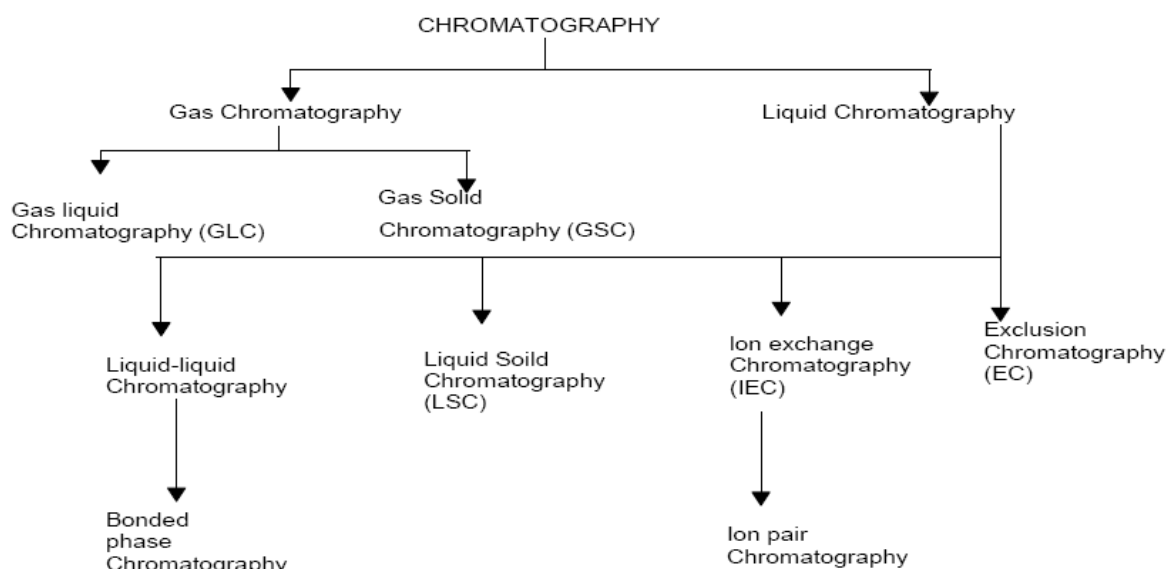 CHROMATOGRAPHY
Gas Chromatography
Liquid Chromatography
Gas liquid
Chromatography (GLC)
Gas Solid
Chromatography (GSC)
Liquid-liquid
Chromatography
Liquid Soild
Chromatography
(LSC)
Ion exchange
Chromatography
(IEC)
Exclusion
Chromatography
(EC)
Bonded
phase
Chromatography
Ion pair
Chromatography